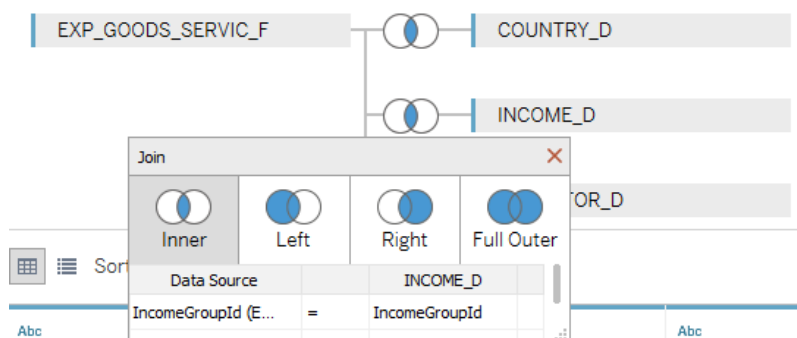 EXP_GOODS_SERVIC_F
COUNTRY_D
INCOME_D
Join
TOR_D
Inner
Left
Right
Full Outer
Sort
Data Source
INCOME_D
IncomeGroupId (E...
=
IncomeGroupId
Abc
Abc